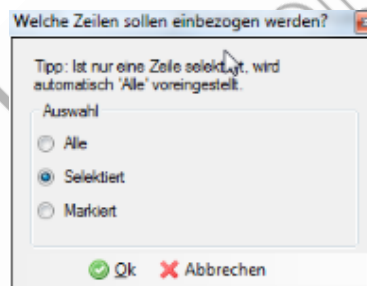 Welche Zeilen sollen einbezogen werden?
Tipp: Ist nur eine Zeile selektiert, wird
automatisch 'Alle' voreingestellt.
Auswahl
Alle
Selektiert
Markiert
Ok Abbrechen